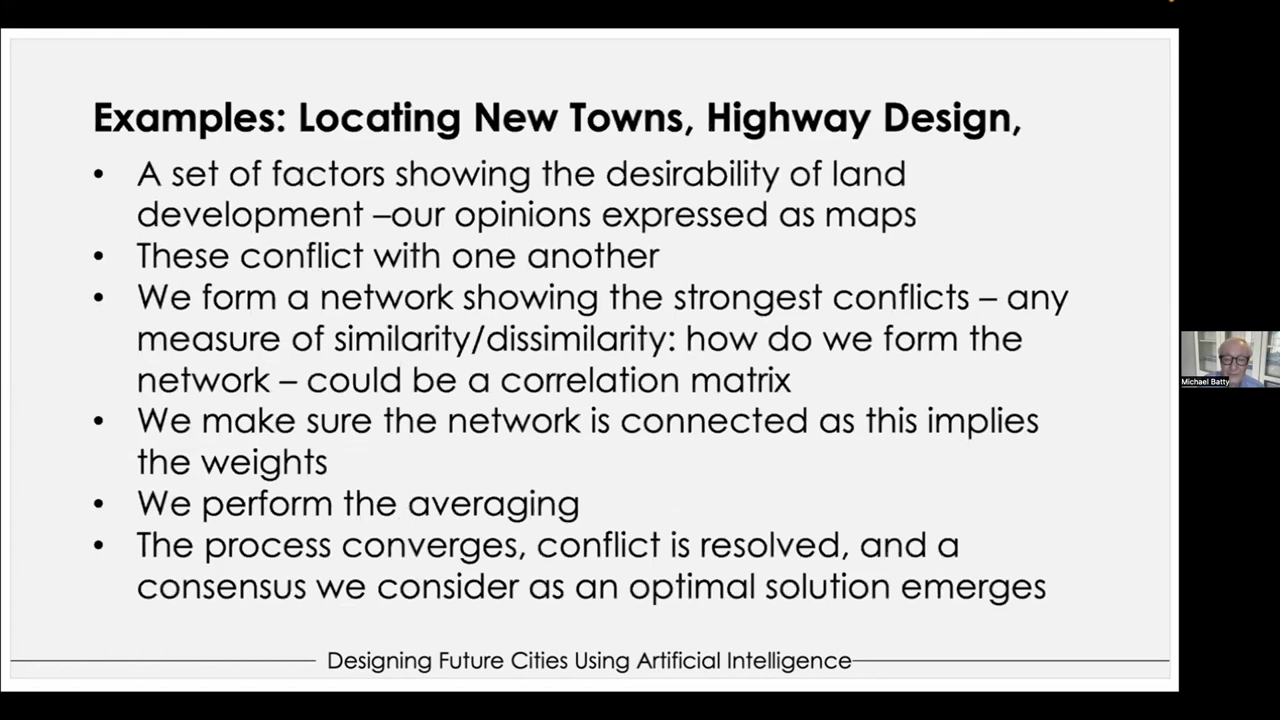 Examples: Locating New Towns, Highway Design,
• A set of factors showing the desirability of land
development –our opinions expressed as maps
• These conflict with one another
• We form a network showing the strongest conflicts – any
measure of similarity/dissimilarity: how do we form the
network – could be a correlation matrix
• We make sure the network is connected as this implies
the weights
• We perform the averaging
• The process converges, conflict is resolved, and a
consensus we consider as an optimal solution emerges
Designing Future Cities Using Artificial Intelligence
Michael Batty